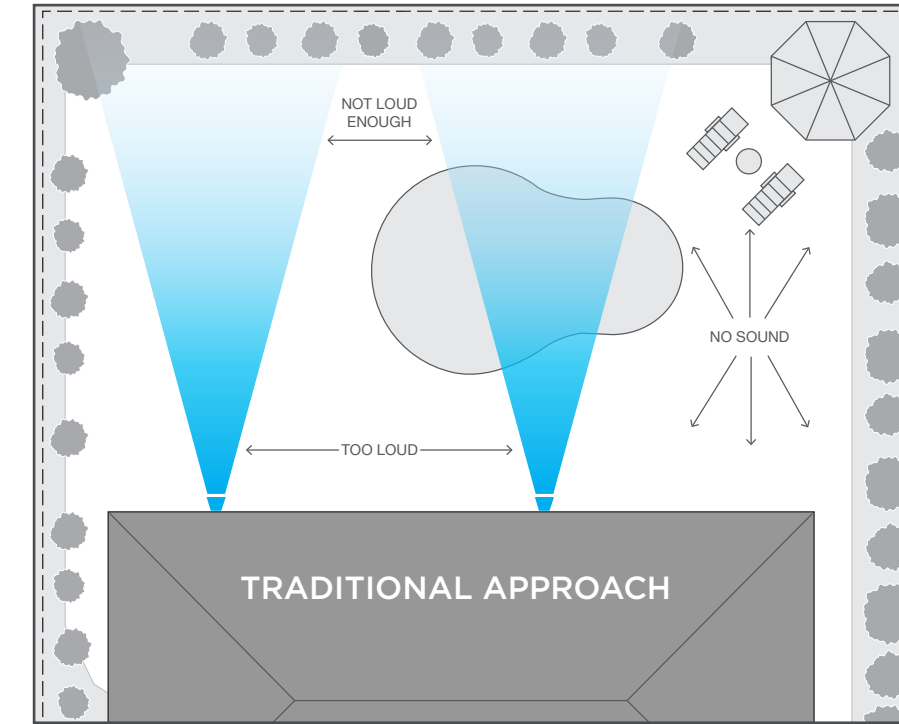 NOT LOUD
ENOUGH
NO SOUND
TOO LOUD
TRADITIONAL APPROACH